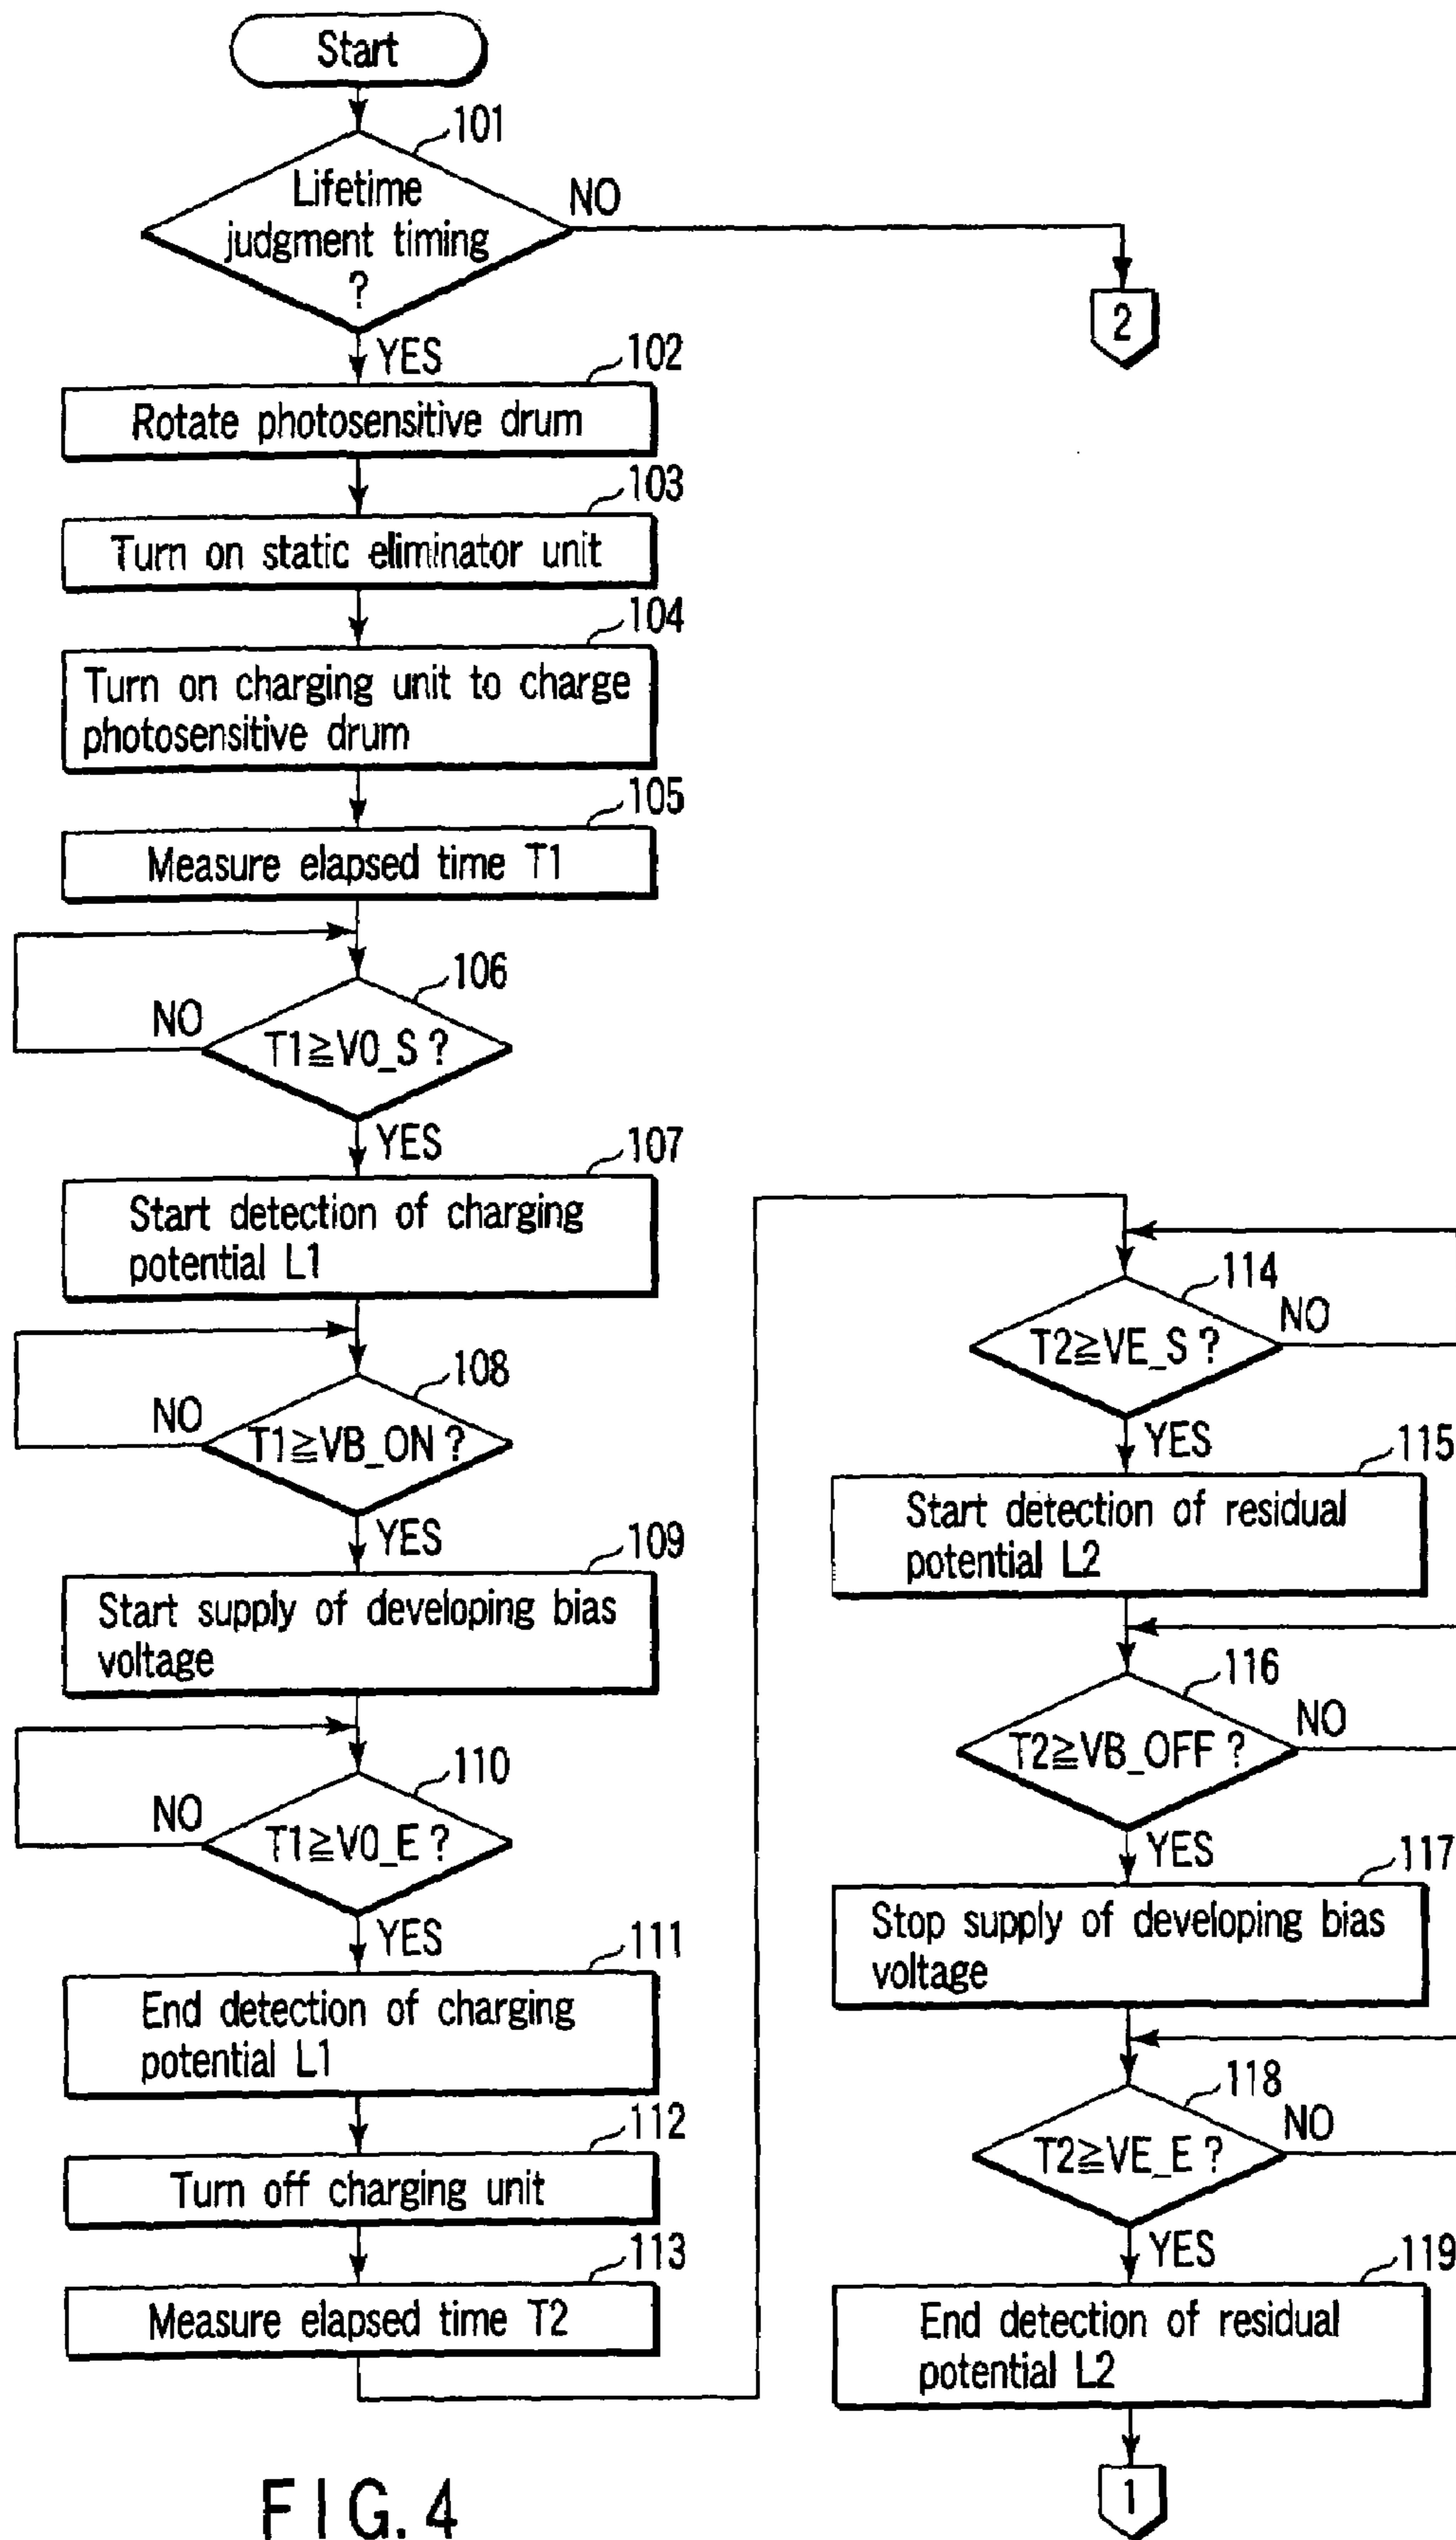 Start
101
Lifetime
judgment timing
?
NO
2
YES
102
Rotate photosensitive drum
103
Turn on static eliminator unit
104
Turn on charging unit to charge
photosensitive drum
105
Measure elapsed time T1
106
NO
T1≧V0_S ?
YES
107
Start detection of charging
potential L1
108
NO
T1≧VB_ON ?
YES
109
Start supply of developing bias
voltage
110
NO
T1≧V0_E ?
YES
111
End detection of charging
potential L1
112
Turn off charging unit
113
Measure elapsed time T2
114
NO
T2≧VE_S ?
YES
115
Start detection of residual
potential L2
116
NO
T2≧VB_OFF ?
YES
117
Stop supply of developing bias
voltage
118
NO
T2≧VE_E ?
YES
119
End detection of residual
potential L2
1
FIG. 4